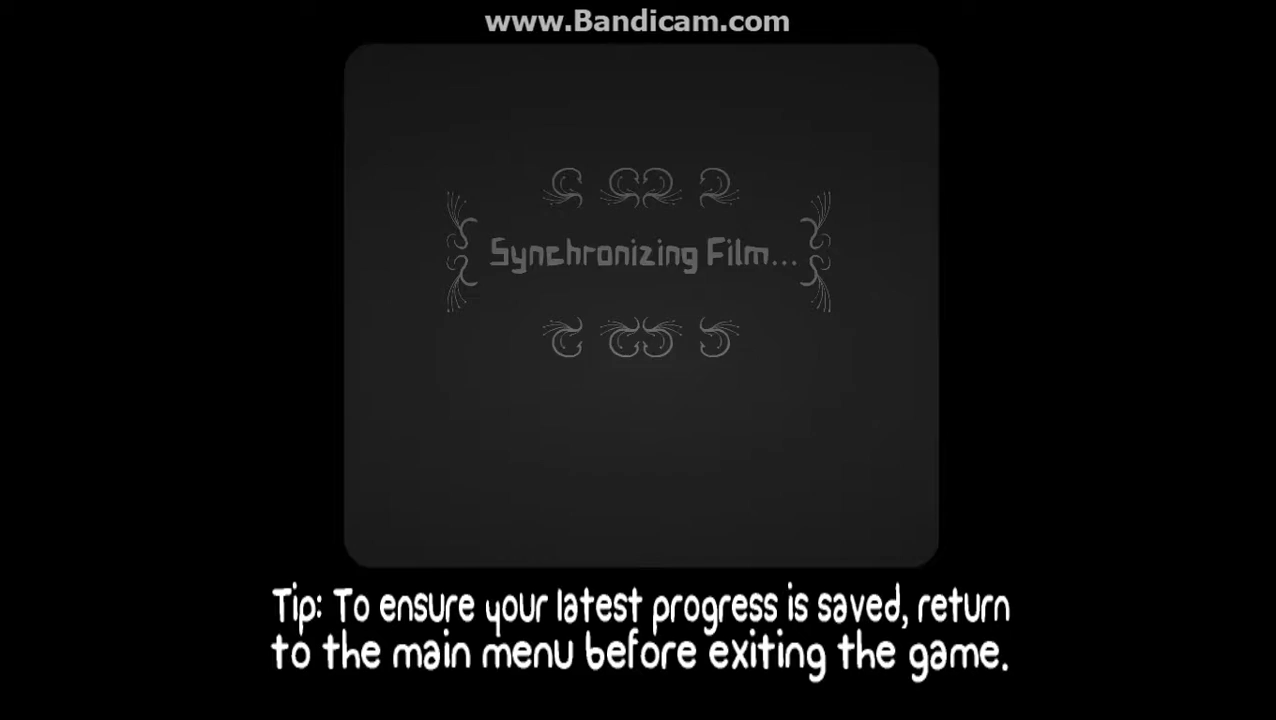 www.Bandicam.com
Synchronizing Film...
Tip: To ensure your latest progress is saved, return
to the main menu before exiting the game.